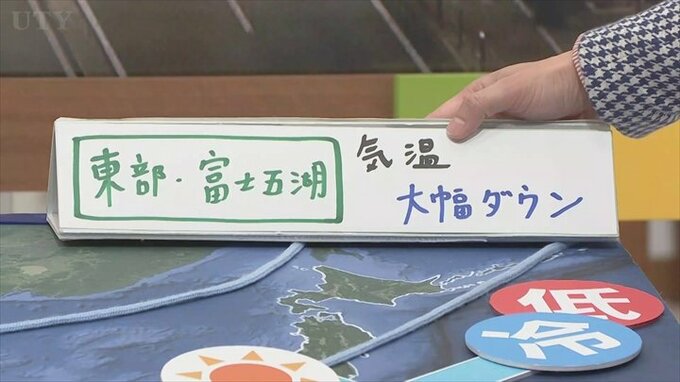 UTY
東部・富士五湖
気温
大幅ダウン
低
冷